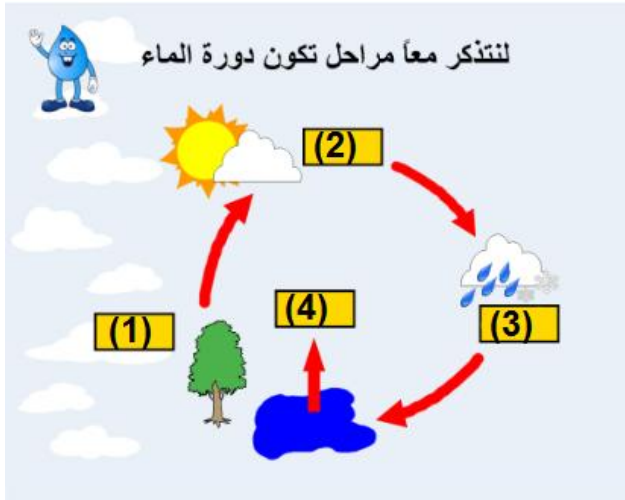 لنتذكر معاً مراحل تكون دورة الماء
(2)
(3)
(4)
(1)